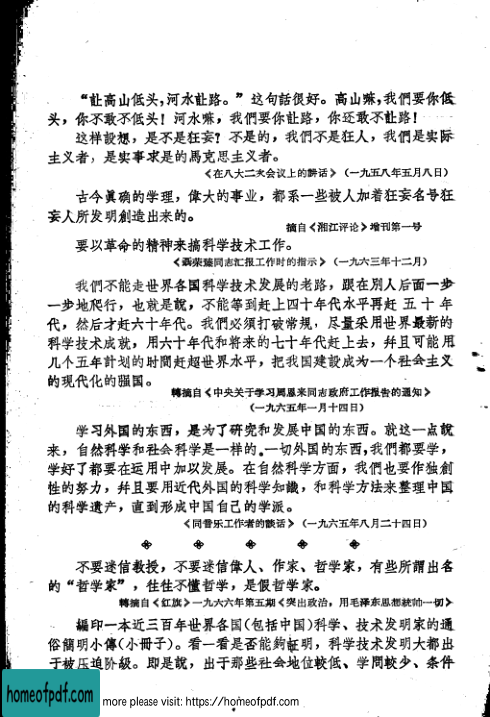 “让高山低头，河水让路。”这句話很好。高山嘛，我們要你低
头，你不敢不低头！河水嘛，我們要你让路，你还敢不让路！
这样設想，是不是狂妄？不是的，我們不是狂人，我們是实际
主义者，是实事求是的馬克思主义者。
《在八大二次会议上的講话》（一九五八年五月八日）
古今眞确的学理，偉大的事业，都系一些被人加着狂妄名号狂
妄人所发明創造出来的。
摘自《湘江评论》增刊第一号
要以革命的精神来搞科学技术工作。
《聶荣臻同志汇报工作时的指示》（一九六三年十二月）
我們不能走世界各国科学技术发展的老路，跟在別人后面一步
一步地爬行，也就是說，不能等到赶上四十年代水平再赶五十年
代，然后才赶六十年代。我們必須打破常規，尽量采用世界最新的
科学技术成就，用六十年代和将来的七十年代赶上去，幷且可能用
几个五年計划的时間赶超世界水平，把我国建設成为一个社会主义
的現代化的强国。
轉摘自《中央关于学习周恩来同志政府工作报告的通知》
（一九六五年一月十四日）
学习外国的东西，是为了研究和发展中国的东西。就这一点說
来，自然科学和社会科学是一样的。一切外国的东西，我們都要学，
学好了都要在运用中加以发展。在自然科学方面，我們也要作独創
性的努力，幷且要用近代外国的科学知識，和科学方法来整理中国
的科学遺产，直到形成中国自己的学派。
《同音乐工作者的談话》（一九六五年八月二十四日）
不要迷信教授，不要迷信偉人、作家、哲学家，有些所謂出名
的“哲学家”，往往不懂哲学，是假哲学家。
轉摘自《紅旗》一九六六年第五期《突出政治，用毛泽东思想統帅一切》
編印一本近三百年世界各国（包括中国）科学、技术发明家的通
俗簡明小傳（小冊子）。看一看是否能夠証明，科学技术发明大都出
于被压迫阶級。即是說，出于那些社会地位較低、学問較少、条件
homeofpdf.com
more please visit: https://homeofpdf.com